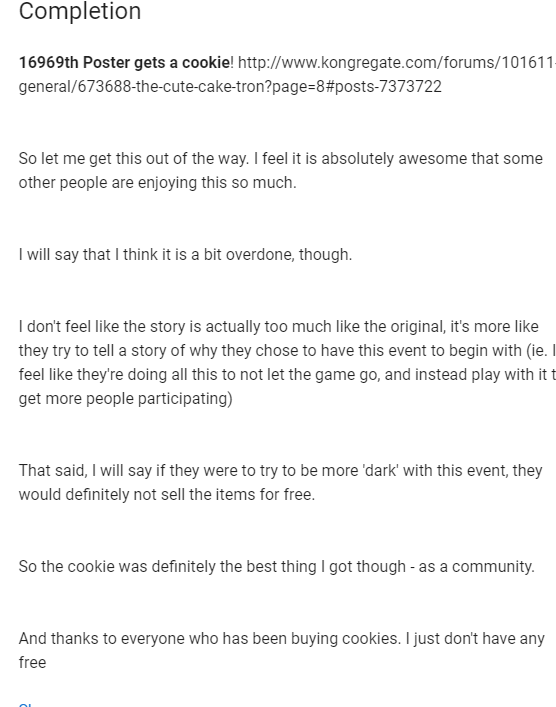 Completion
16969th Poster gets a cookie! http://www.kongregate.com/forums/101611-
general/673688-the-cute-cake-tron?page=8#posts-7373722
So let me get this out of the way. I feel it is absolutely awesome that some
other people are enjoying this so much.
I will say that I think it is a bit overdone, though.
I don't feel like the story is actually too much like the original, it's more like
they try to tell a story of why they chose to have this event to begin with (ie. I
feel like they're doing all this to not let the game go, and instead play with it t
get more people participating)
That said, I will say if they were to try to be more 'dark' with this event, they
would definitely not sell the items for free.
So the cookie was definitely the best thing I got though - as a community.
And thanks to everyone who has been buying cookies. I just don't have any
free